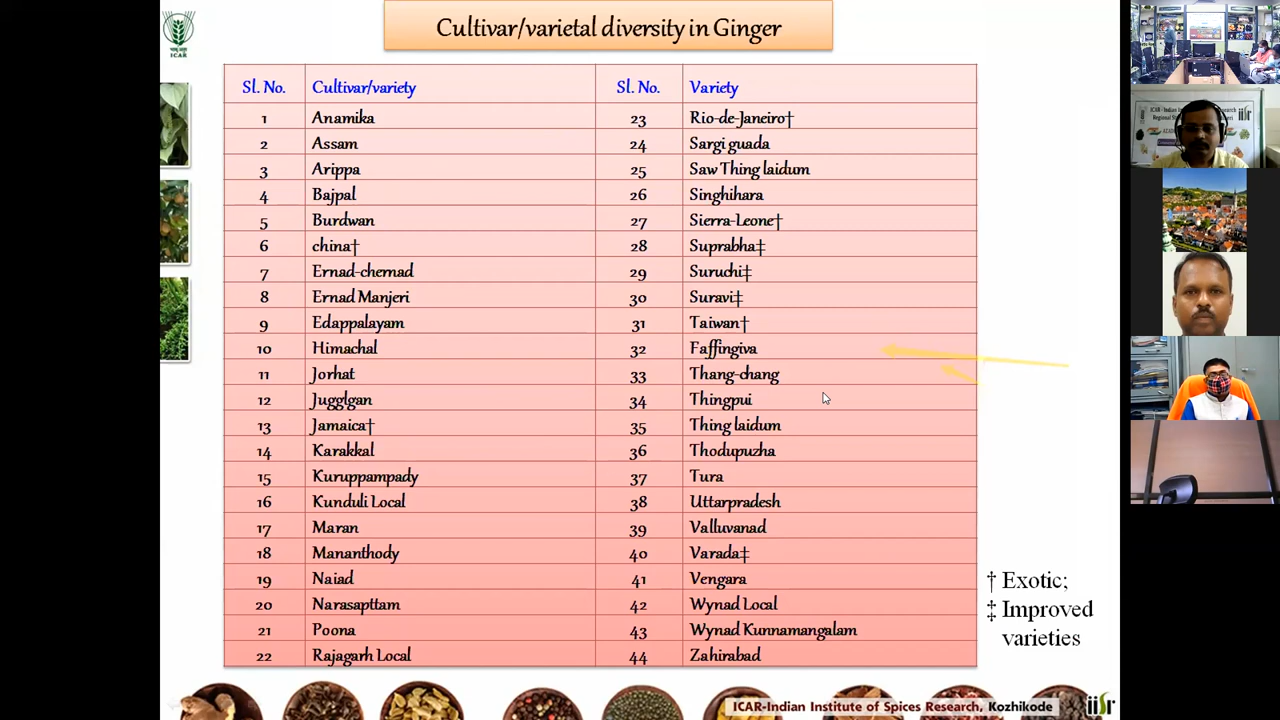 Cultivar/varietal diversity in Ginger
ICAR
Sl. No. Cultivar/variety Sl. No. Variety
1 Anamika 23 Rio-de-Janeiro†
2 Assam 24 Sargi guada
3 Arippa 25 Saw Thing laidum
4 Bajpal 26 Singhihara
5 Burdwan 27 Sierra-Leone†
6 china† 28 Suprabha‡
7 Ernad-chernad 29 Suruchi‡
8 Ernad Manjeri 30 Suravi‡
9 Edappalayam 31 Taiwan†
10 Himachal 32 Faffingiva
11 Jorhat 33 Thang-chang
12 Jugglgan 34 Thingpui
13 Jamaica† 35 Thing laidum
14 Karakkal 36 Thodupuzha
15 Kuruppampady 37 Tura
16 Kunduli Local 38 Uttarpradesh
17 Maran 39 Valluvanad
18 Mananthody 40 Varada‡
19 Naiad 41 Vengara
20 Narasapttam 42 Wynad Local
21 Poona 43 Wynad Kunnamangalam
22 Rajagarh Local 44 Zahirabad
† Exotic;
‡ Improved
varieties
ICAR-Indian Institute of Spices Research, Kozhikode
iisr